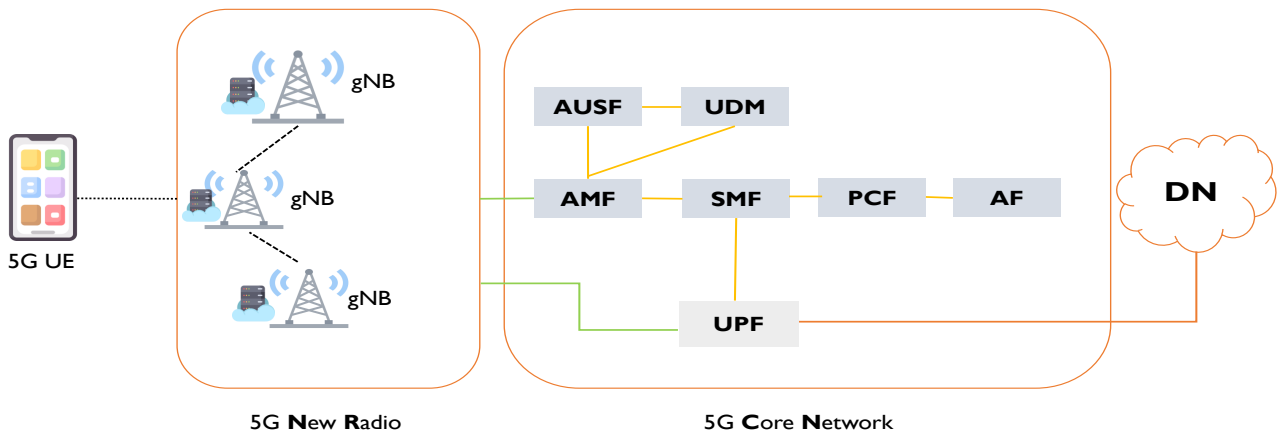 gNB
AUSF
UDM
gNB
AMF
SMF
PCF
AF
DN
5G UE
gNB
UPF
5G New Radio
5G Core Network